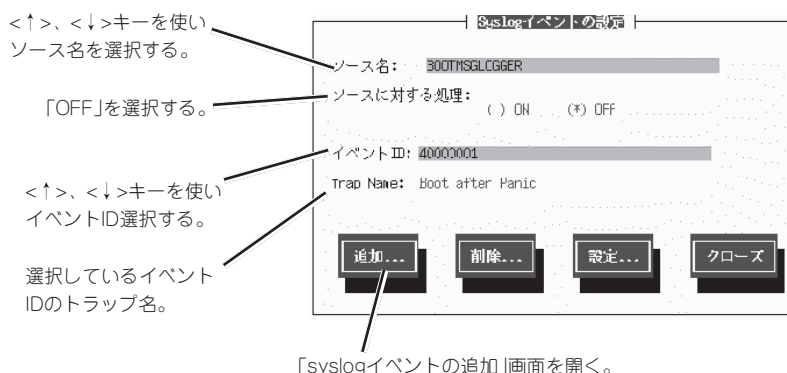 <↑>、<↓>キーを使い
ソース名を選択する。
「OFF」を選択する。
<↑>、<↓>キーを使い
イベントID選択する。
選択しているイベント
IDのトラップ名。
Syslogイベントの設定
ソース名: BOOTMSGLOGGER
ソースに対する処理:
( ) ON (*) OFF
イベントID: 40000001
Trap Name: Boot after Panic
追加... 削除... 設定... クローズ
「syslogイベントの追加」画面を開く。